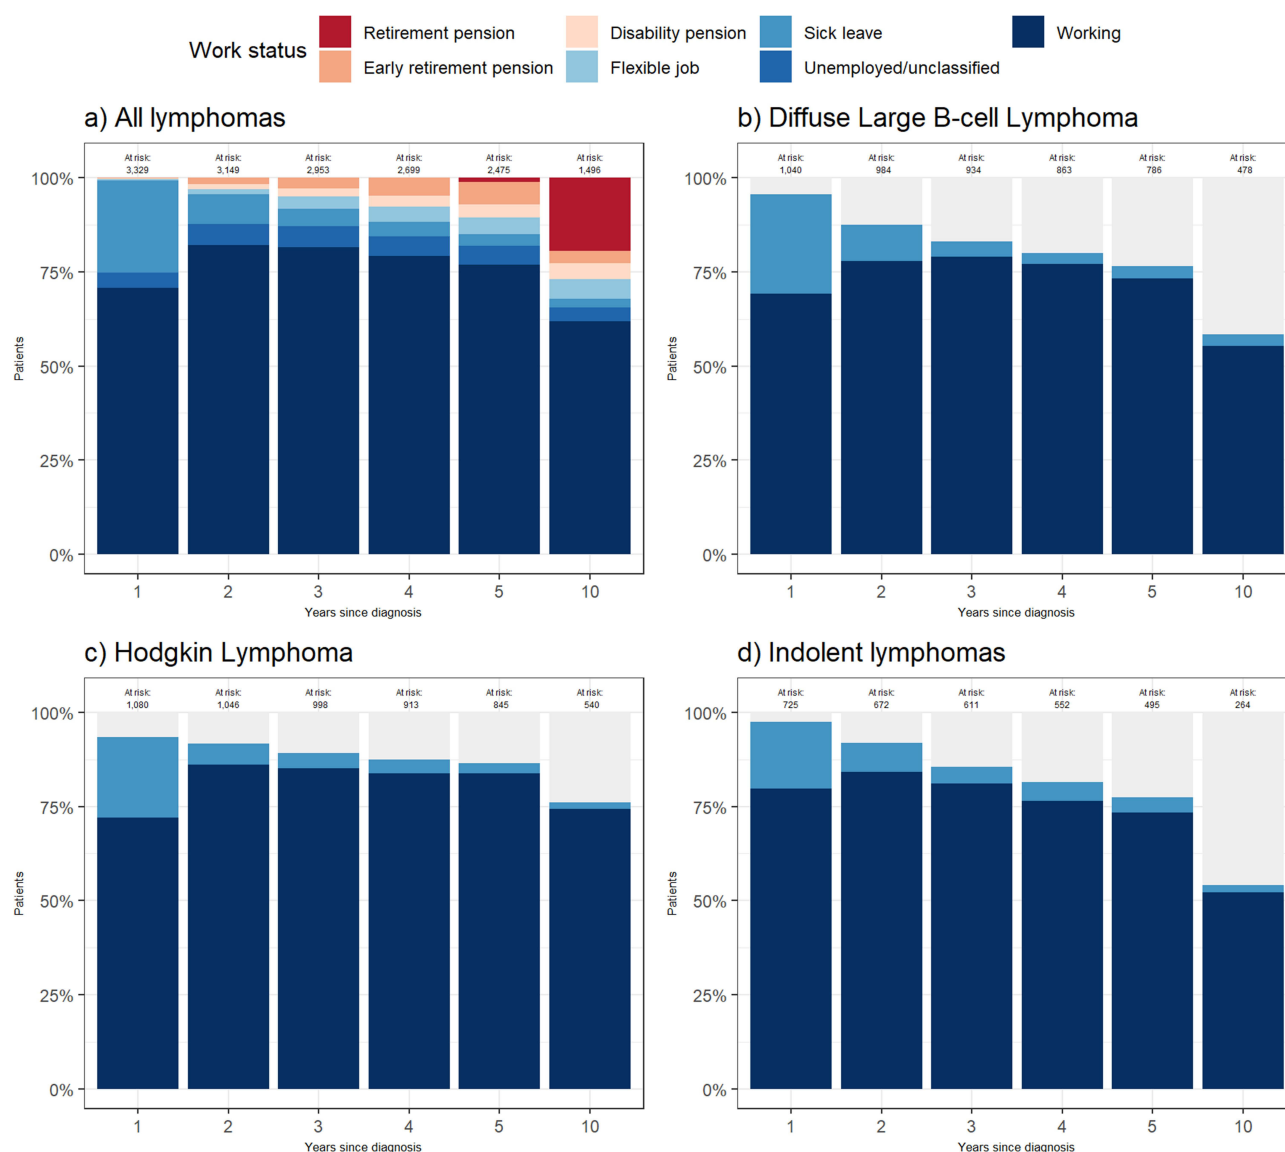 Work status
Retirement pension
Disability pension
Sick leave
Working
Early retirement pension
Flexible job
Unemployed/unclassified
a) All lymphomas
At risk: At risk: At risk: At risk: At risk: At risk:
3,329 3,149 2,953 2,699 2,475 1,496
100%
75%
50%
25%
0%
Patients
1 2 3 4 5 10
Years since diagnosis
b) Diffuse Large B-cell Lymphoma
At risk: At risk: At risk: At risk: At risk: At risk:
1,040 984 934 863 786 478
100%
75%
50%
25%
0%
Patients
1 2 3 4 5 10
Years since diagnosis
c) Hodgkin Lymphoma
At risk: At risk: At risk: At risk: At risk: At risk:
1,080 1,046 998 913 845 540
100%
75%
50%
25%
0%
Patients
1 2 3 4 5 10
Years since diagnosis
d) Indolent lymphomas
At risk: At risk: At risk: At risk: At risk: At risk:
725 672 611 552 495 264
100%
75%
50%
25%
0%
Patients
1 2 3 4 5 10
Years since diagnosis